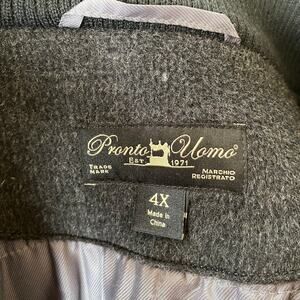 Pronto Uomo®
EST 1971
TRADE MARK
MARCHIO REGISTRATO
4X
Made in
China